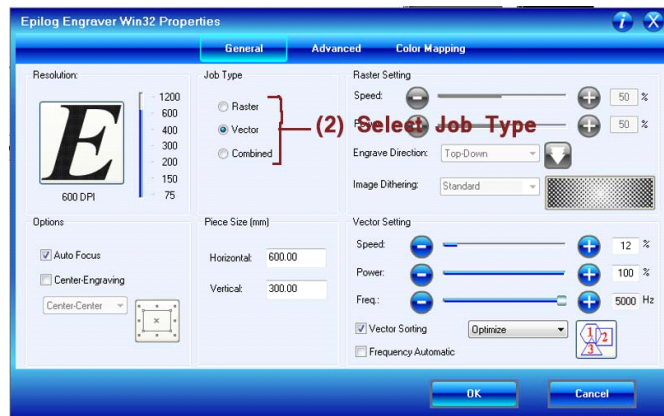 Epilog Engraver Win32 Properties
General Advanced Color Mapping
Resolution:
1200
600
400
300
200
150
75
600 DPI
Job Type
Raster
Vector
Combined
(2) Select Job Type
Raster Setting
Speed: 50 %
Power: 50 %
Engrave Direction: Top-Down
Image Dithering: Standard
Options
Auto Focus
Center-Engraving
Center-Center
Piece Size (mm)
Horizontal: 600.00
Vertical: 300.00
Vector Setting
Speed: 12 %
Power: 100 %
Freq.: 5000 Hz
Vector Sorting Optimize
Frequency Automatic
1 2
3
E
i X
OK Cancel